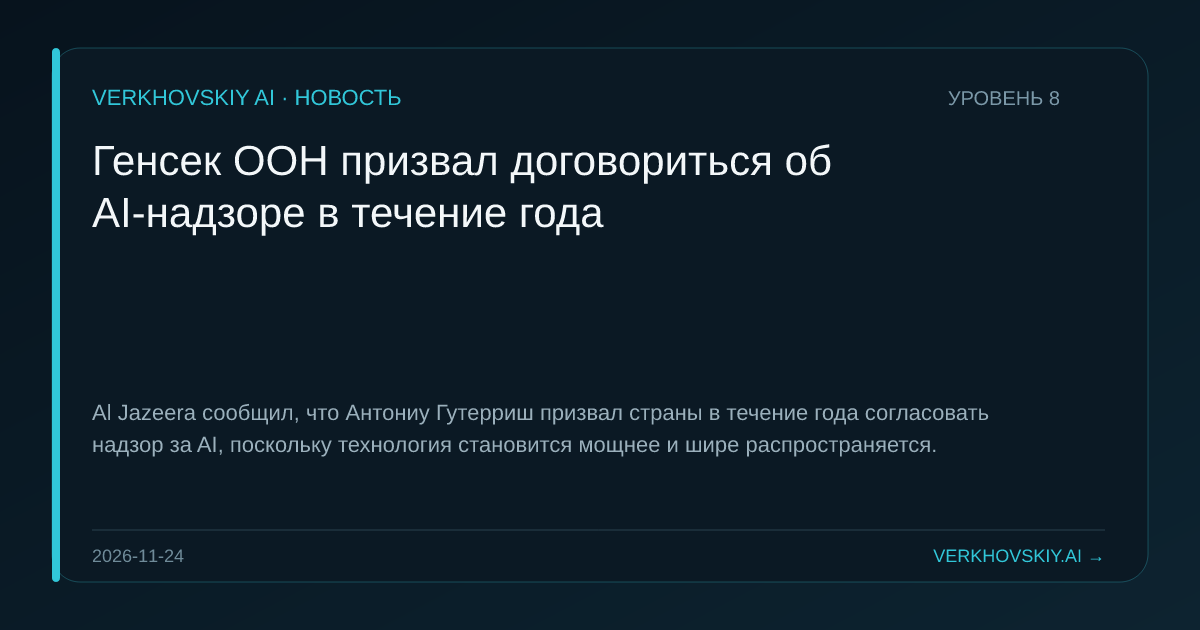 VERKHOVSKIY AI · НОВОСТЬ
УРОВЕНЬ 8
Генсек ООН призвал договориться об
AI-надзоре в течение года
Al Jazeera сообщил, что Антониу Гутерриш призвал страны в течение года согласовать
надзор за AI, поскольку технология становится мощнее и шире распространяется.
2026-11-24
VERKHOVSKIY.AI →